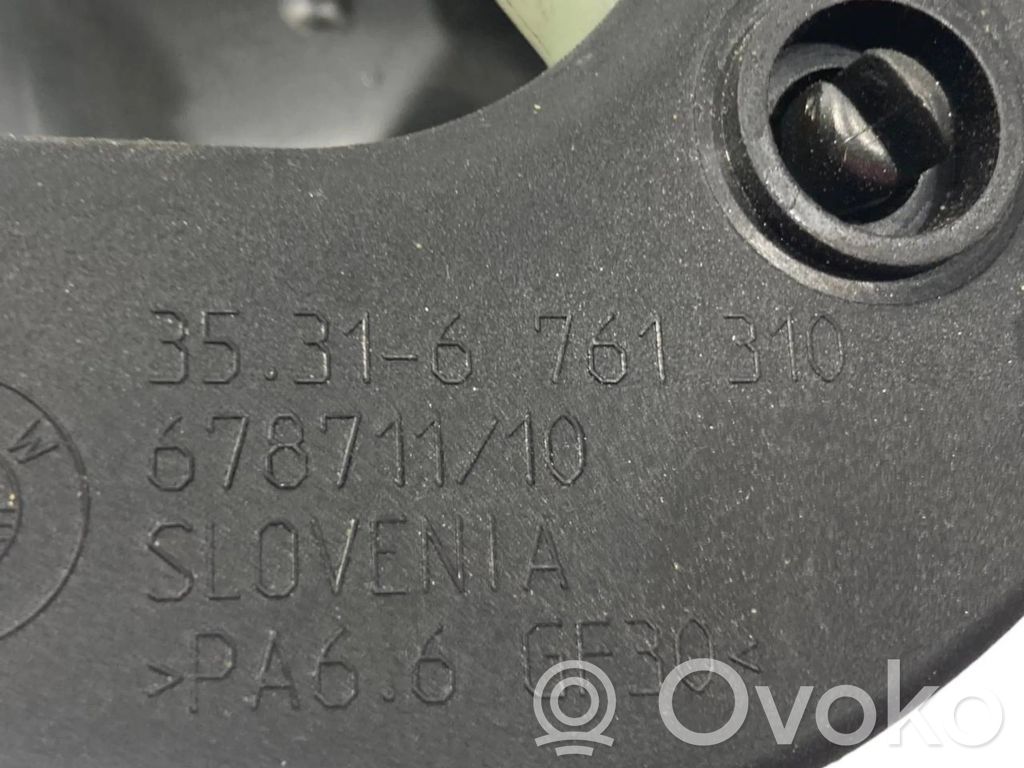 35.31-6 761 310
678711/10
SLOVENIA
>PA6.6 GF30<
W
Ovoko